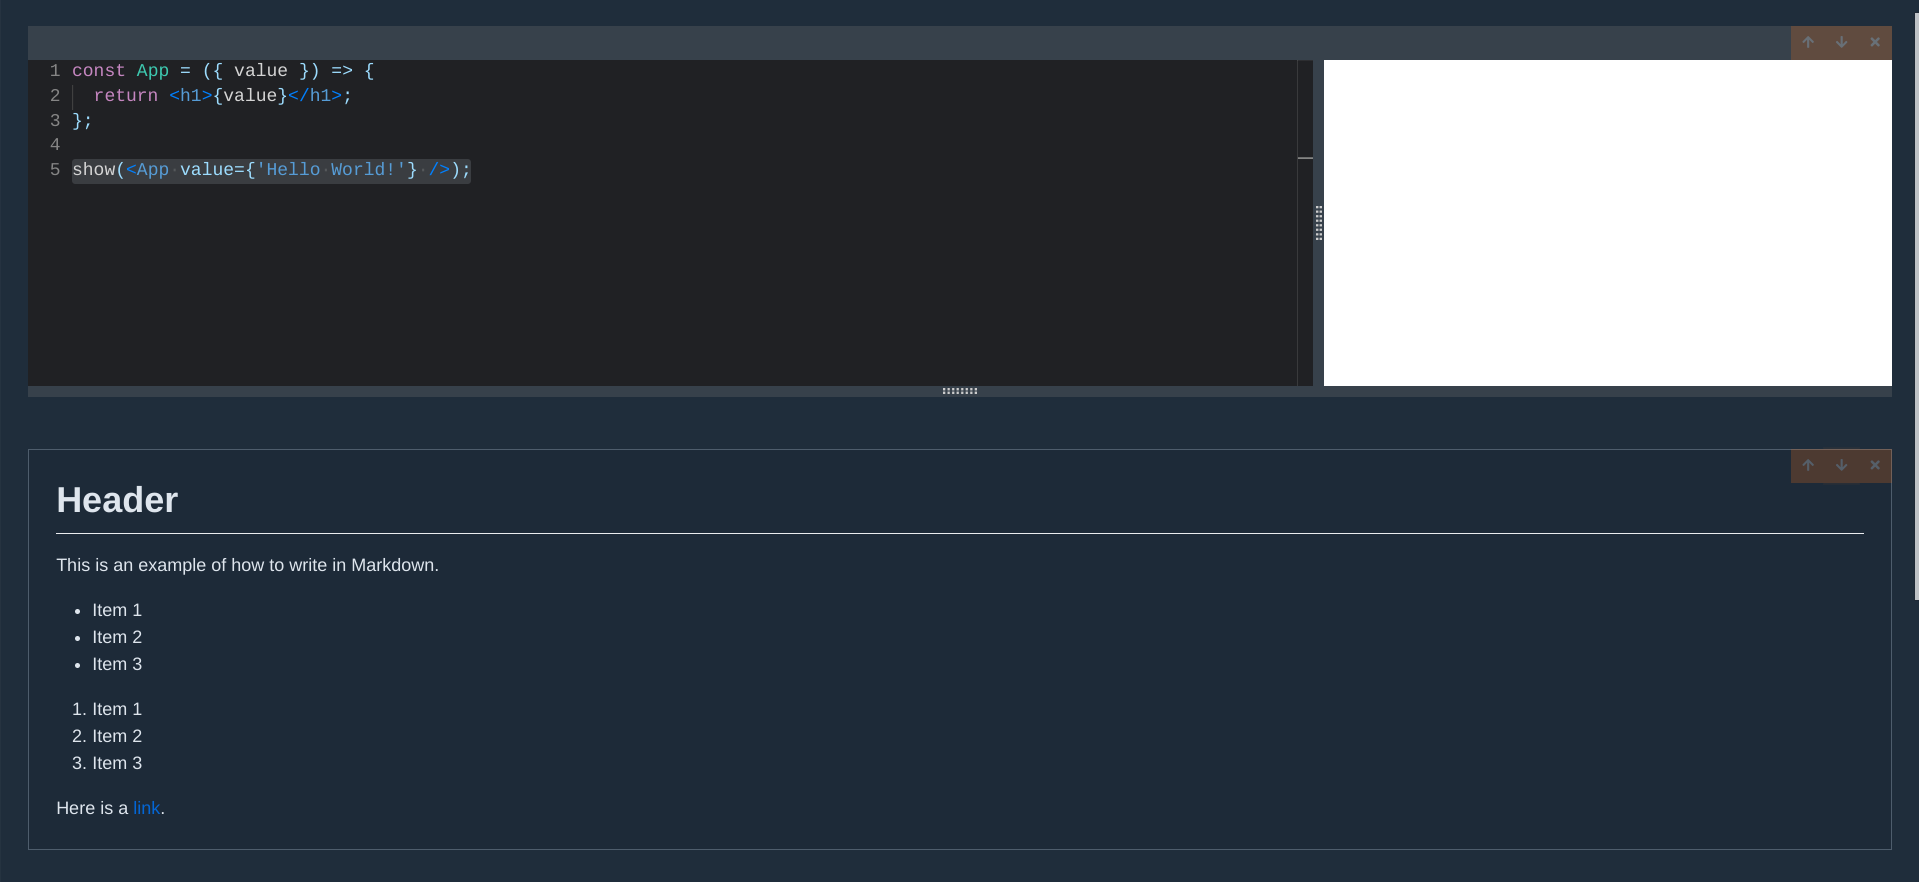 1 const App = ({ value }) => {
2   return <h1>{value}</h1>;
3 };
4
5 show(<App value={'Hello World!'} />);
Header
This is an example of how to write in Markdown.
• Item 1
• Item 2
• Item 3
1. Item 1
2. Item 2
3. Item 3
Here is a link.